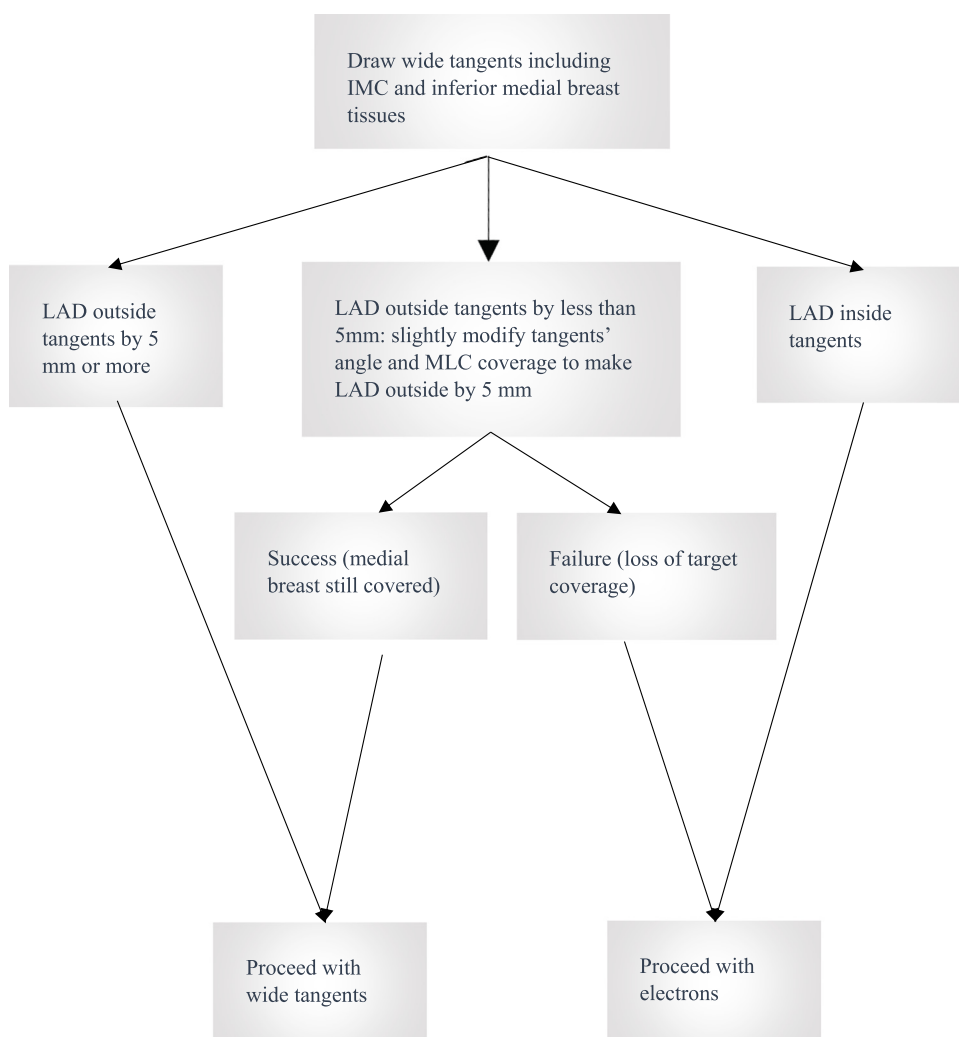 Draw wide tangents including
IMC and inferior medial breast
tissues
LAD outside
tangents by 5
mm or more
LAD outside tangents by less than
5mm: slightly modify tangents’
angle and MLC coverage to make
LAD outside by 5 mm
LAD inside
tangents
Success (medial
breast still covered)
Failure (loss of target
coverage)
Proceed with
wide tangents
Proceed with
electrons